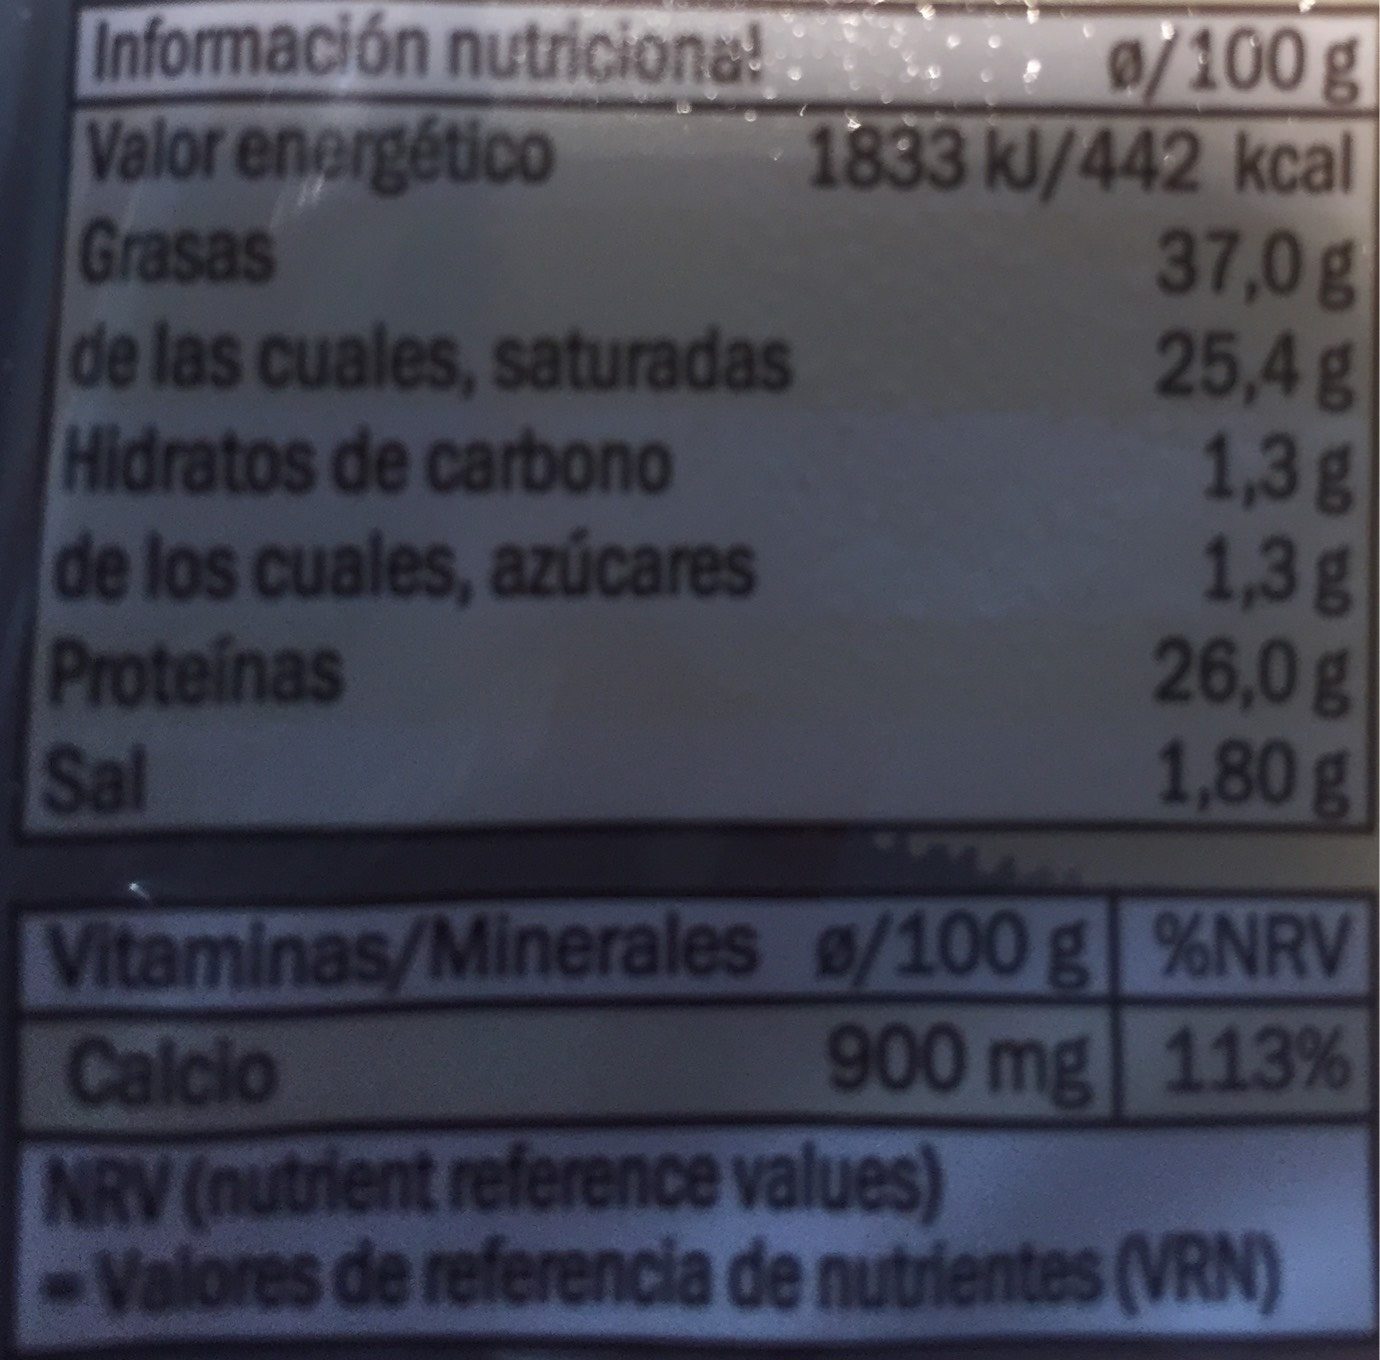 Información nutricional ø/100 g
Valor energético 1833 kJ/442 kcal
Grasas 37,0 g
de las cuales, saturadas 25,4 g
Hidratos de carbono 1,3 g
de los cuales, azúcares 1,3 g
Proteínas 26,0 g
Sal 1,80 g
Vitaminas/Minerales ø/100 g %NRV
Calcio 900 mg 113%
NRV (nutrient reference values)
= Valores de referencia de nutrientes (VRN)